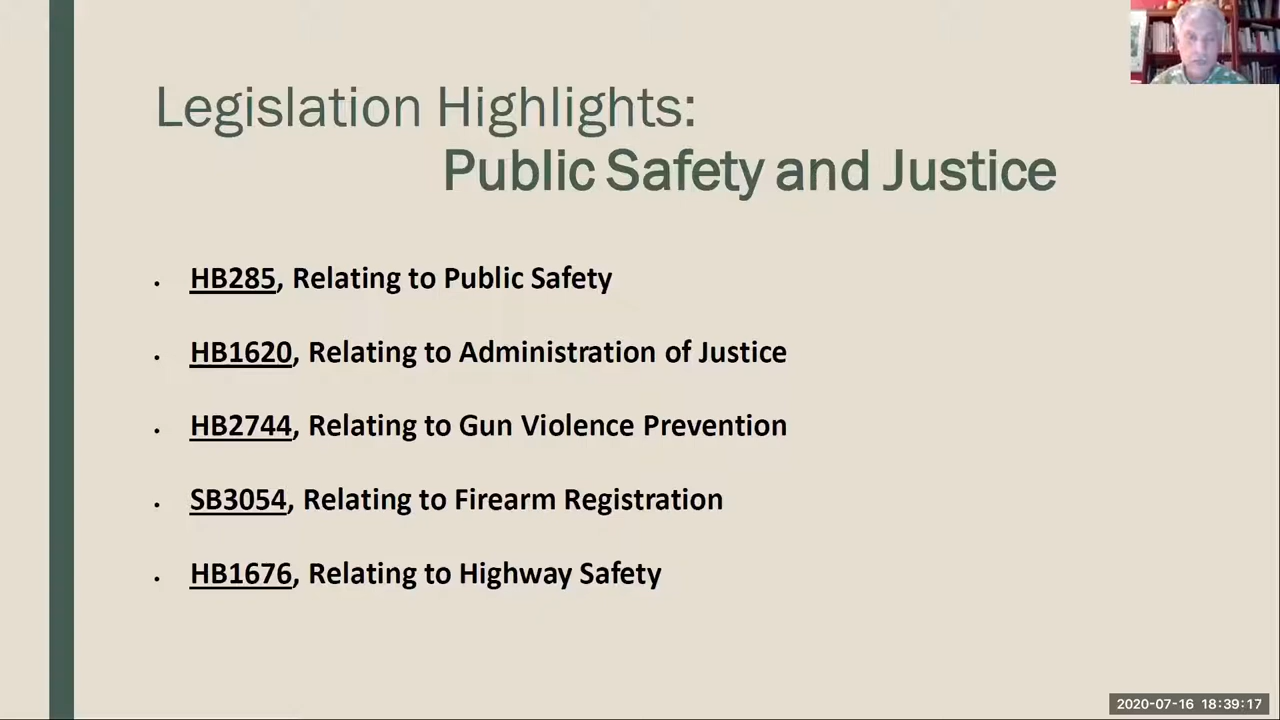 Legislation Highlights:
Public Safety and Justice
• HB285, Relating to Public Safety
• HB1620, Relating to Administration of Justice
• HB2744, Relating to Gun Violence Prevention
• SB3054, Relating to Firearm Registration
• HB1676, Relating to Highway Safety
2020-07-16 18:39:17